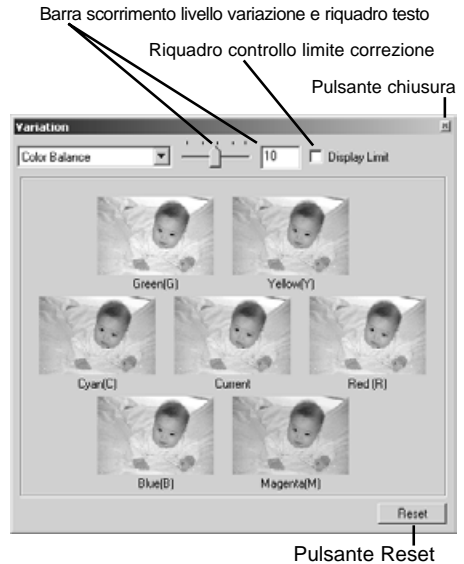 Barra scorrimento livello variazione e riquadro testo
Riquadro controllo limite correzione
Pulsante chiusura
Variation
Color Balance
10
Display Limit
Green(G)
Yellow(Y)
Cyan(C)
Current
Red (R)
Blue(B)
Magenta(M)
Reset
Pulsante Reset